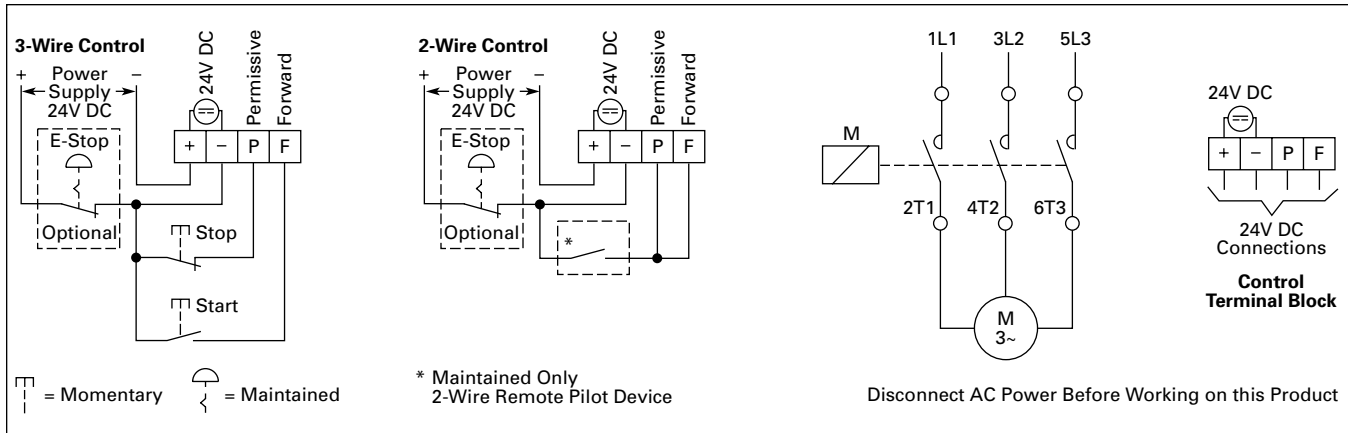 3-Wire Control
+ Power –
Supply
24V DC
E-Stop
Optional
24V DC
Permissive
Forward
+ – P F
Stop
Start
= Momentary
= Maintained
2-Wire Control
+ Power –
Supply
24V DC
E-Stop
Optional
24V DC
Permissive
Forward
+ – P F
*
* Maintained Only
2-Wire Remote Pilot Device
1L1 3L2 5L3
M
2T1 4T2 6T3
M
3~
24V DC
+ – P F
24V DC
Connections
Control
Terminal Block
Disconnect AC Power Before Working on this Product